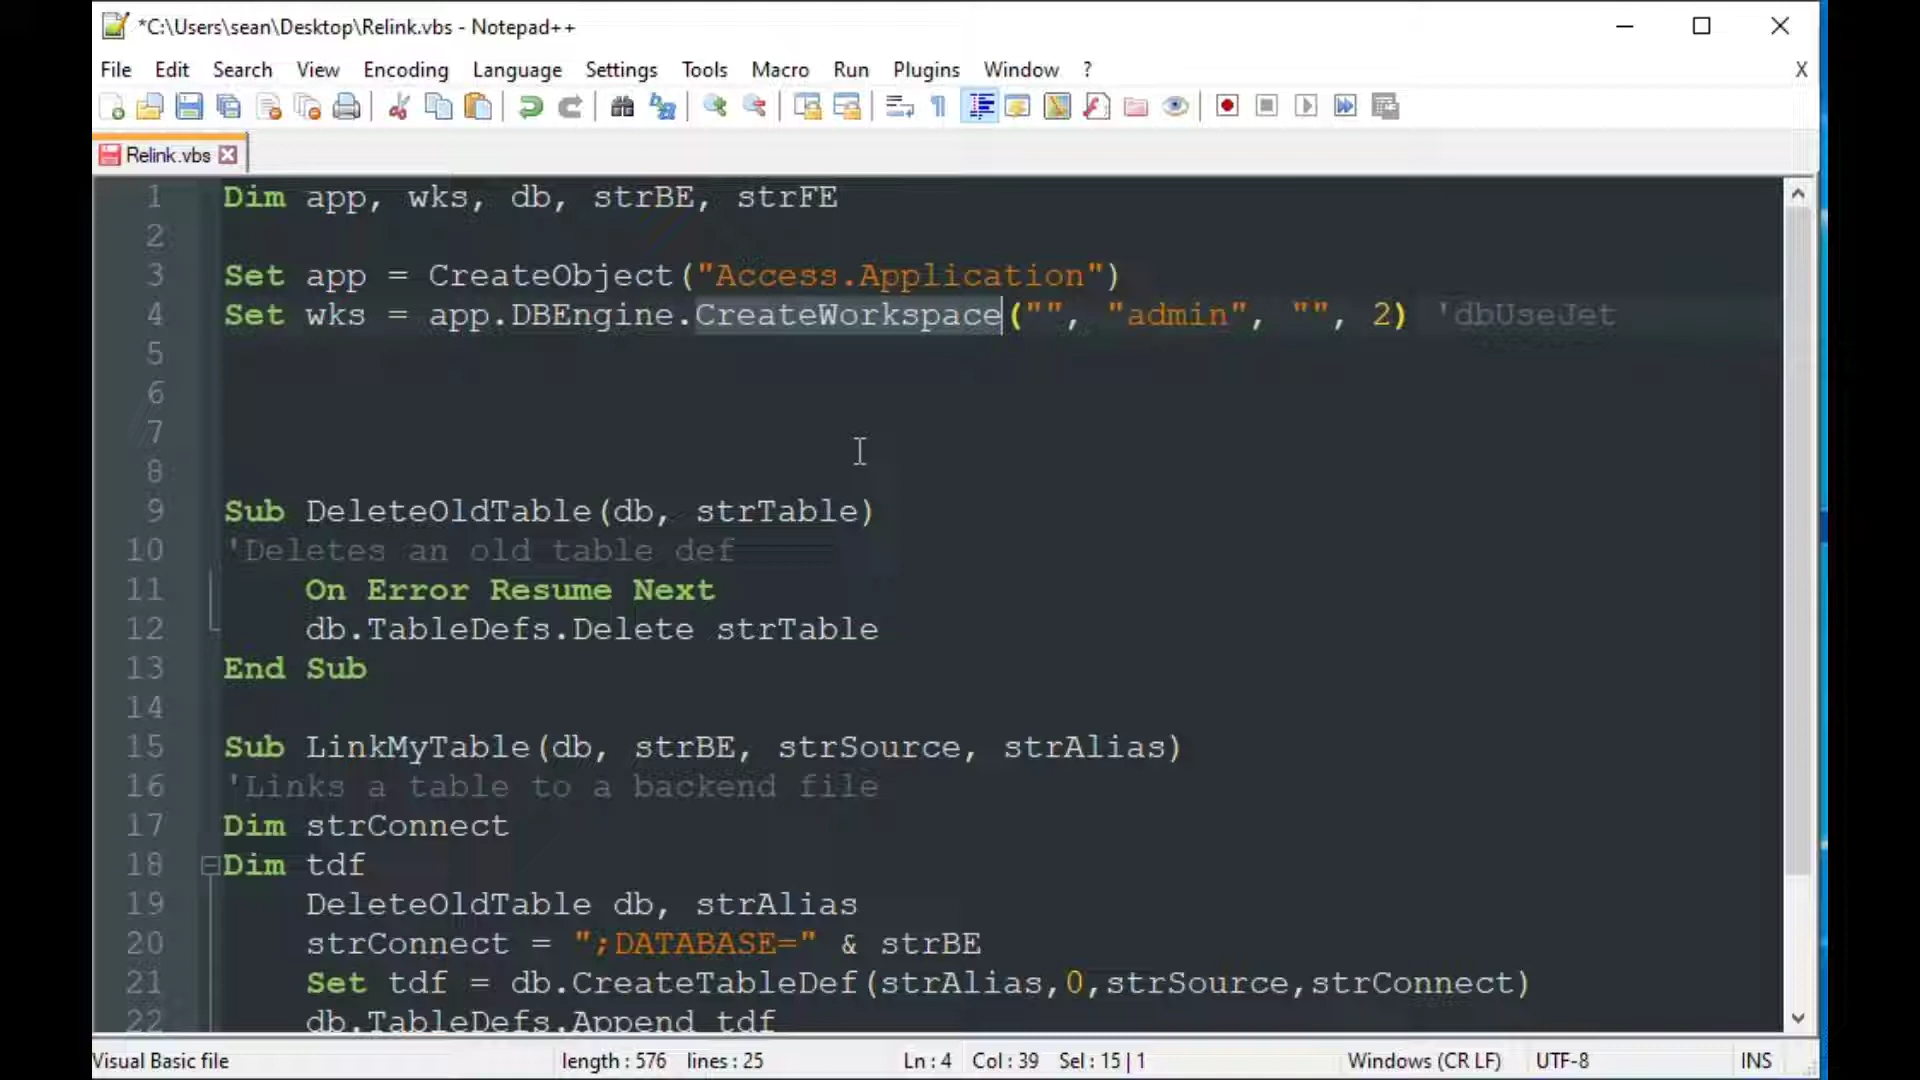 *C:\Users\sean\Desktop\Relink.vbs - Notepad++
File Edit Search View Encoding Language Settings Tools Macro Run Plugins Window ? X
Relink.vbs
1 Dim app, wks, db, strBE, strFE
2
3 Set app = CreateObject("Access.Application")
4 Set wks = app.DBEngine.CreateWorkspace("", "admin", "", 2) 'dbUseJet
5
6
7
8
9 Sub DeleteOldTable(db, strTable)
10 'Deletes an old table def
11 On Error Resume Next
12 db.TableDefs.Delete strTable
13 End Sub
14
15 Sub LinkMyTable(db, strBE, strSource, strAlias)
16 'Links a table to a backend file
17 Dim strConnect
18 Dim tdf
19 DeleteOldTable db, strAlias
20 strConnect = ";DATABASE=" & strBE
21 Set tdf = db.CreateTableDef(strAlias,0,strSource,strConnect)
22 db.TableDefs.Append tdf
Visual Basic file length : 576 lines : 25 Ln : 4 Col : 39 Sel : 15 | 1 Windows (CR LF) UTF-8 INS